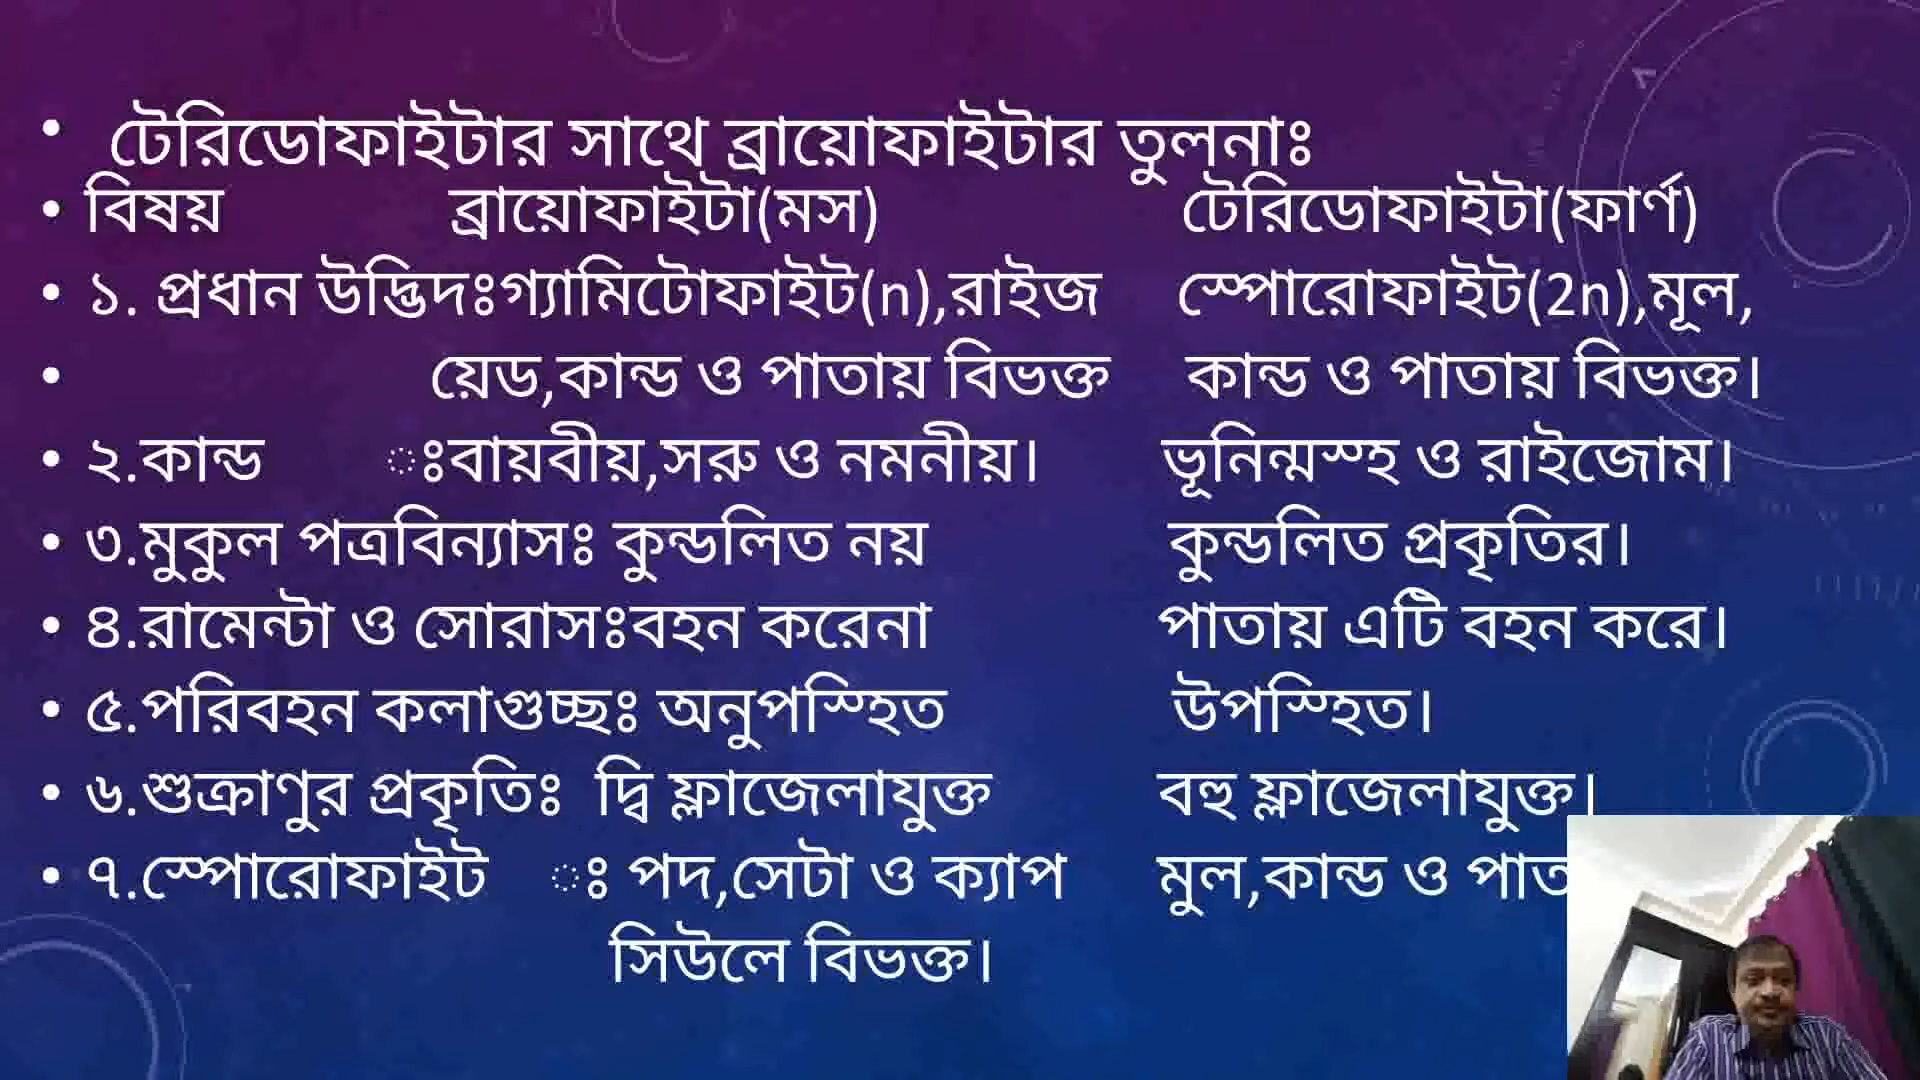 টেরিডোফাইটার সাথে ব্রায়োফাইটার তুলনাঃ
বিষয় ব্রায়োফাইটা(মস) টেরিডোফাইটা(ফার্ণ)
১. প্রধান উদ্ভিদঃগ্যামিটোফাইট(n),রাইজ স্পোরোফাইট(2n),মূল,
য়েড,কান্ড ও পাতায় বিভক্ত কান্ড ও পাতায় বিভক্ত।
২.কান্ড ঃবায়বীয়,সরু ও নমনীয়। ভূনিন্মস্হ ও রাইজোম।
৩.মুকুল পত্রবিন্যাসঃ কুন্ডলিত নয় কুন্ডলিত প্রকৃতির।
৪.রামেন্টা ও সোরাসঃবহন করেনা পাতায় এটি বহন করে।
৫.পরিবহন কলাগুচ্ছঃ অনুপস্হিত উপস্হিত।
৬.শুক্রাণুর প্রকৃতিঃ দ্বি ফ্লাজেলাযুক্ত বহু ফ্লাজেলাযুক্ত।
৭.স্পোরোফাইট ঃ পদ,সেটা ও ক্যাপ মুল,কান্ড ও
সিউলে বিভক্ত।